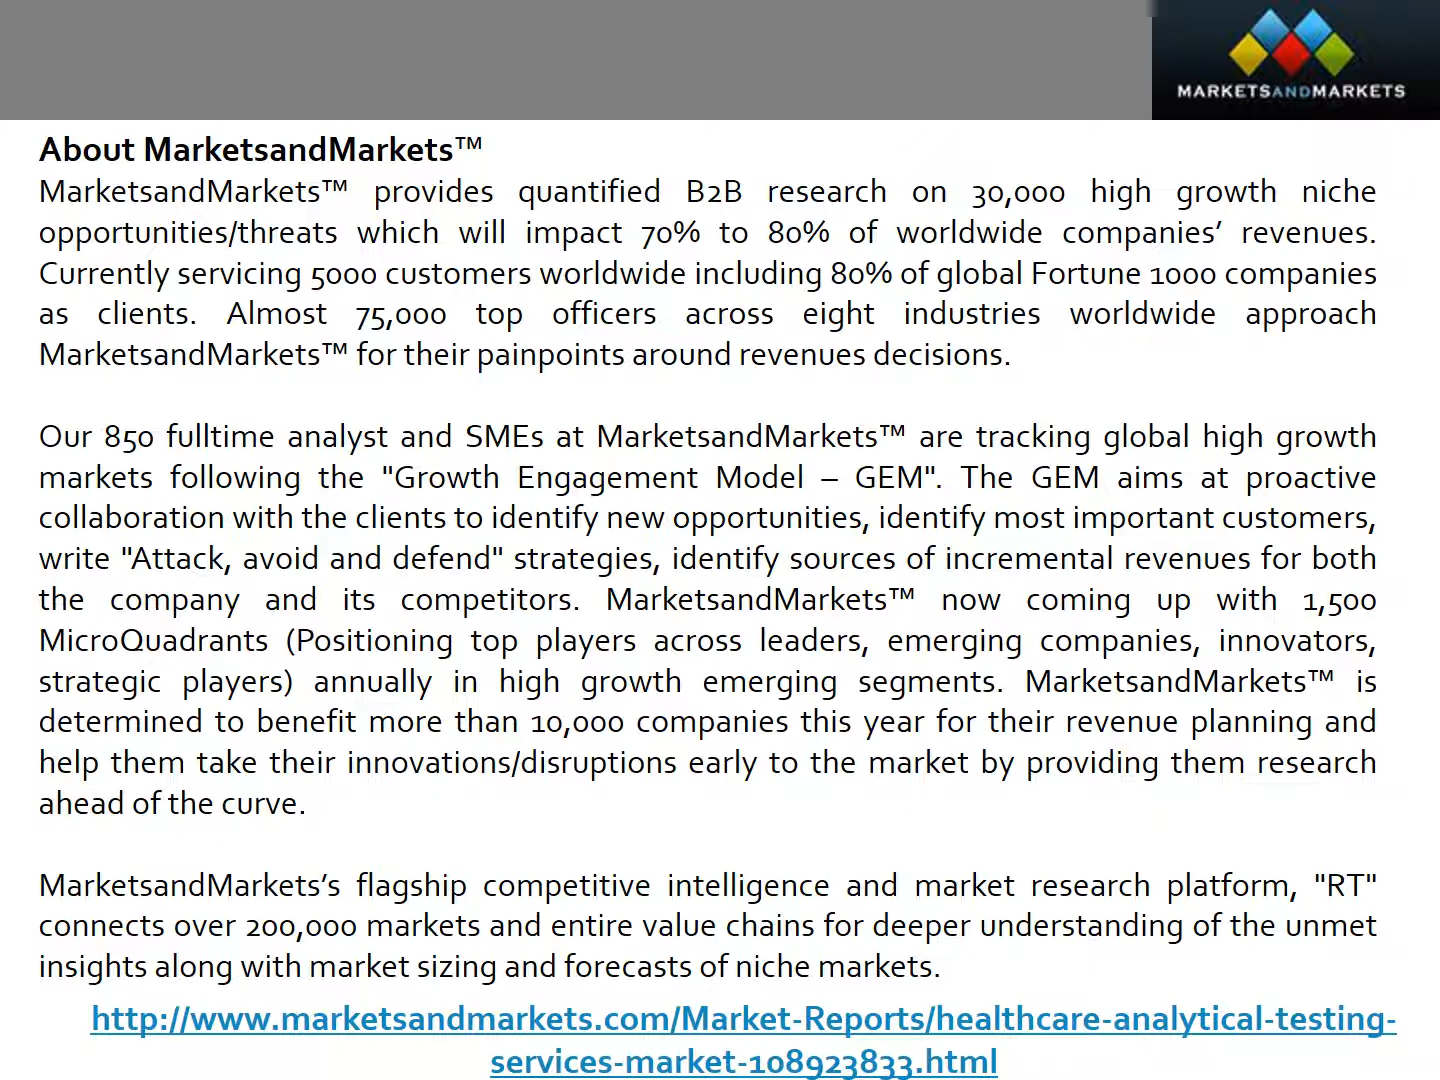 MARKETSANDMARKETS
About MarketsandMarkets™
MarketsandMarkets™ provides quantified B2B research on 30,000 high growth niche
opportunities/threats which will impact 70% to 80% of worldwide companies’ revenues.
Currently servicing 5000 customers worldwide including 80% of global Fortune 1000 companies
as clients. Almost 75,000 top officers across eight industries worldwide approach
MarketsandMarkets™ for their painpoints around revenues decisions.
Our 850 fulltime analyst and SMEs at MarketsandMarkets™ are tracking global high growth
markets following the "Growth Engagement Model – GEM". The GEM aims at proactive
collaboration with the clients to identify new opportunities, identify most important customers,
write "Attack, avoid and defend" strategies, identify sources of incremental revenues for both
the company and its competitors. MarketsandMarkets™ now coming up with 1,500
MicroQuadrants (Positioning top players across leaders, emerging companies, innovators,
strategic players) annually in high growth emerging segments. MarketsandMarkets™ is
determined to benefit more than 10,000 companies this year for their revenue planning and
help them take their innovations/disruptions early to the market by providing them research
ahead of the curve.
MarketsandMarkets’s flagship competitive intelligence and market research platform, "RT"
connects over 200,000 markets and entire value chains for deeper understanding of the unmet
insights along with market sizing and forecasts of niche markets.
http://www.marketsandmarkets.com/Market-Reports/healthcare-analytical-testing-
services-market-108923833.html